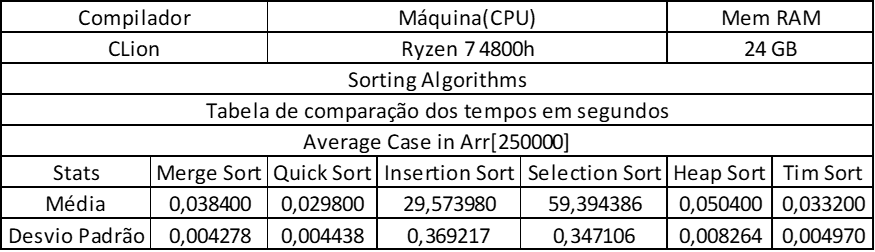 Compilador Máquina(CPU) Mem RAM
CLion Ryzen 7 4800h 24 GB
Sorting Algorithms
Tabela de comparação dos tempos em segundos
Average Case in Arr[250000]
Stats Merge Sort Quick Sort Insertion Sort Selection Sort Heap Sort Tim Sort
Média 0,038400 0,029800 29,573980 59,394386 0,050400 0,033200
Desvio Padrão 0,004278 0,004438 0,369217 0,347106 0,008264 0,004970